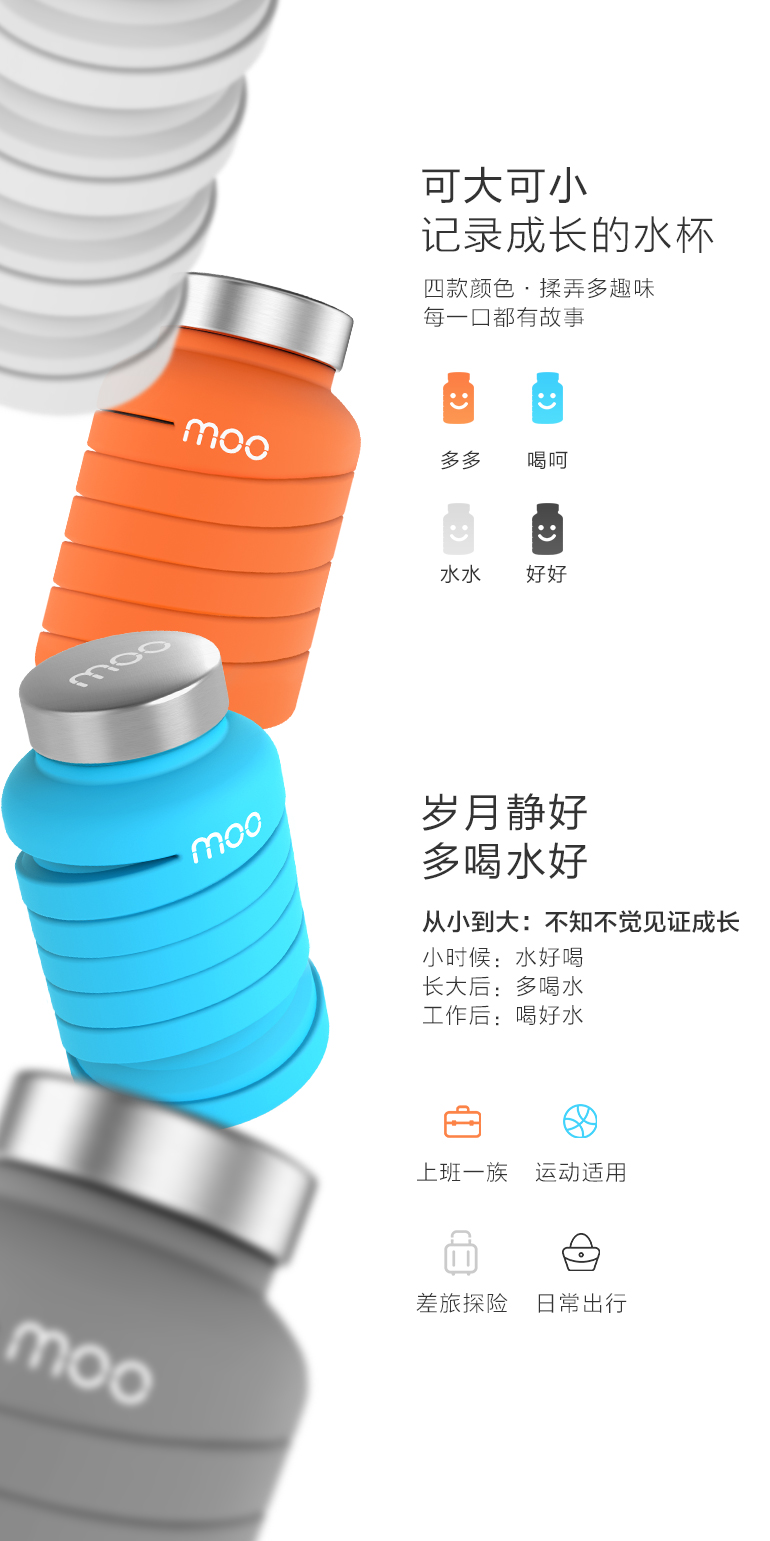 可大可小
记录成长的水杯
四款颜色·揉弄多趣味
每一口都有故事
多多 喝呵
水水 好好
moo
moo
moo
岁月静好
多喝水好
从小到大：不知不觉见证成长
小时候：水好喝
长大后：多喝水
工作后：喝好水
上班一族 运动适用
差旅探险 日常出行
moo